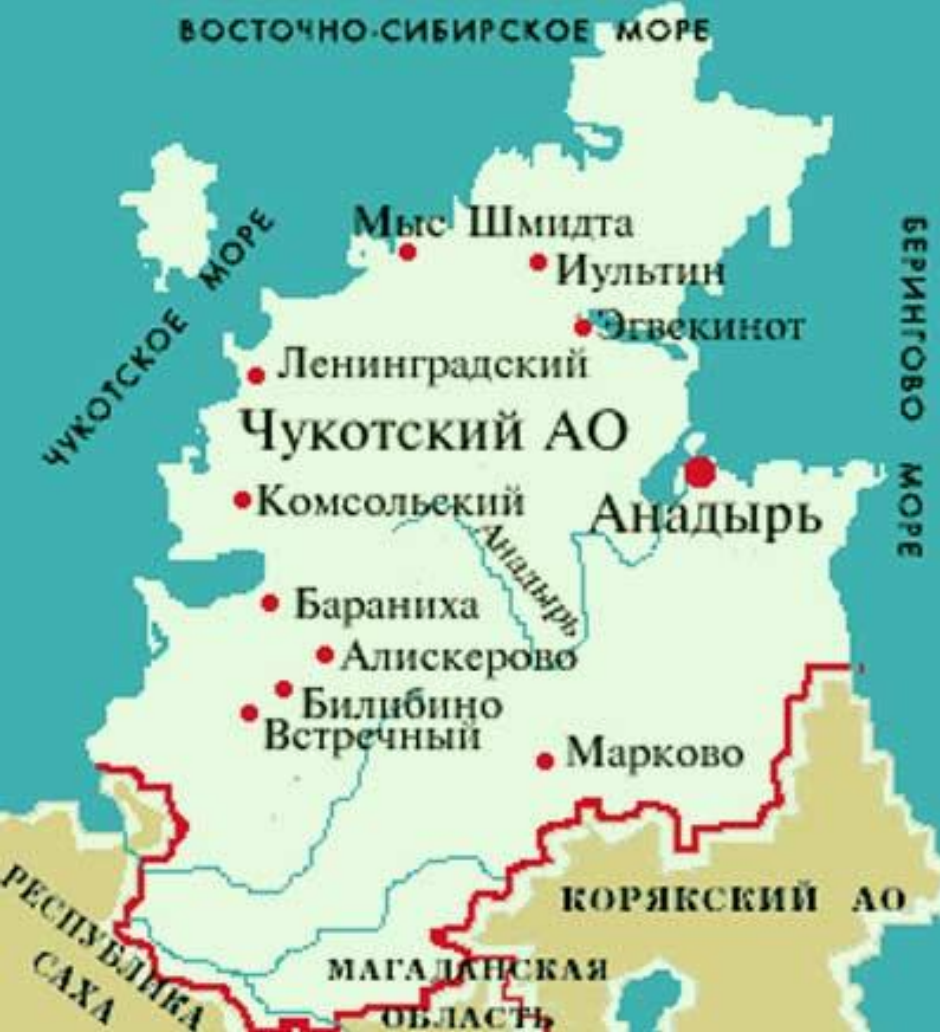 ВОСТОЧНО-СИБИРСКОЕ МОРЕ
Мыс Шмидта
Иультин
Эгвекинот
ЧУКОТСКОЕ МОРЕ
БЕРИНГОВО МОРЕ
Ленинградский
Чукотский АО
Анадырь
Комсольский
Анадырь
Бараниха
Алискерово
Билибино
Встречный
Марково
КОРЯКСКИЙ АО
РЕСПУБЛИКА
САХА
МАГАДАНСКАЯ
ОБЛАСТЬ